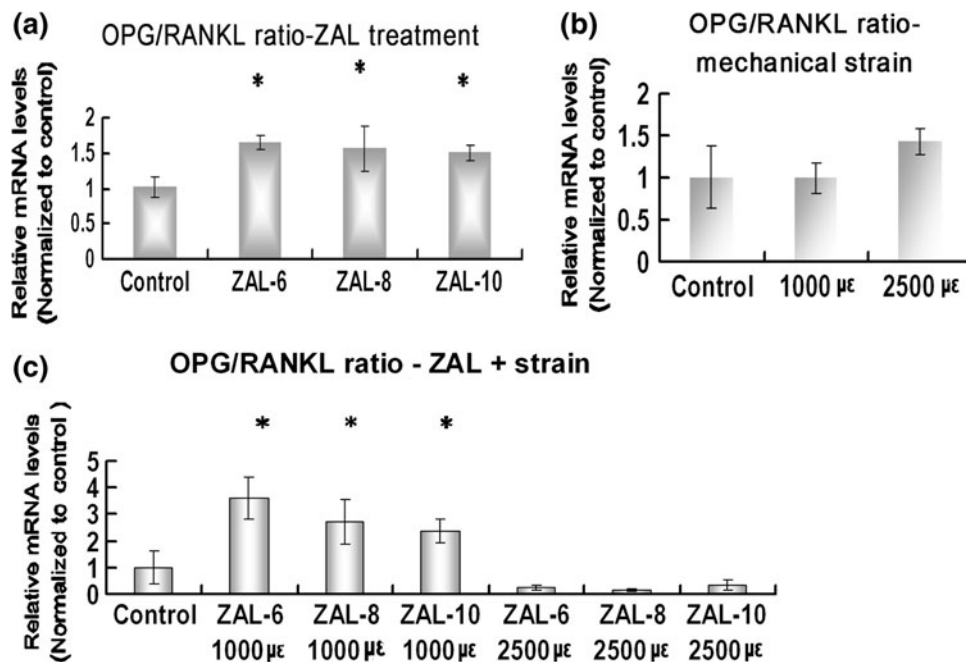 (a)
OPG/RANKL ratio-ZAL treatment
* * *
Relative mRNA levels
(Normalized to control)
2
1.5
1
0.5
0
Control ZAL-6 ZAL-8 ZAL-10
(b)
OPG/RANKL ratio-
mechanical strain
Relative mRNA levels
(Normalized to control)
2
1.5
1
0.5
0
Control 1000 με 2500 με
(c)
OPG/RANKL ratio - ZAL + strain
* * *
Relative mRNA levels
(Normalized to control )
5
4
3
2
1
0
Control ZAL-6 ZAL-8 ZAL-10 ZAL-6 ZAL-8 ZAL-10
1000 με 1000 με 1000 με 2500 με 2500 με 2500 με